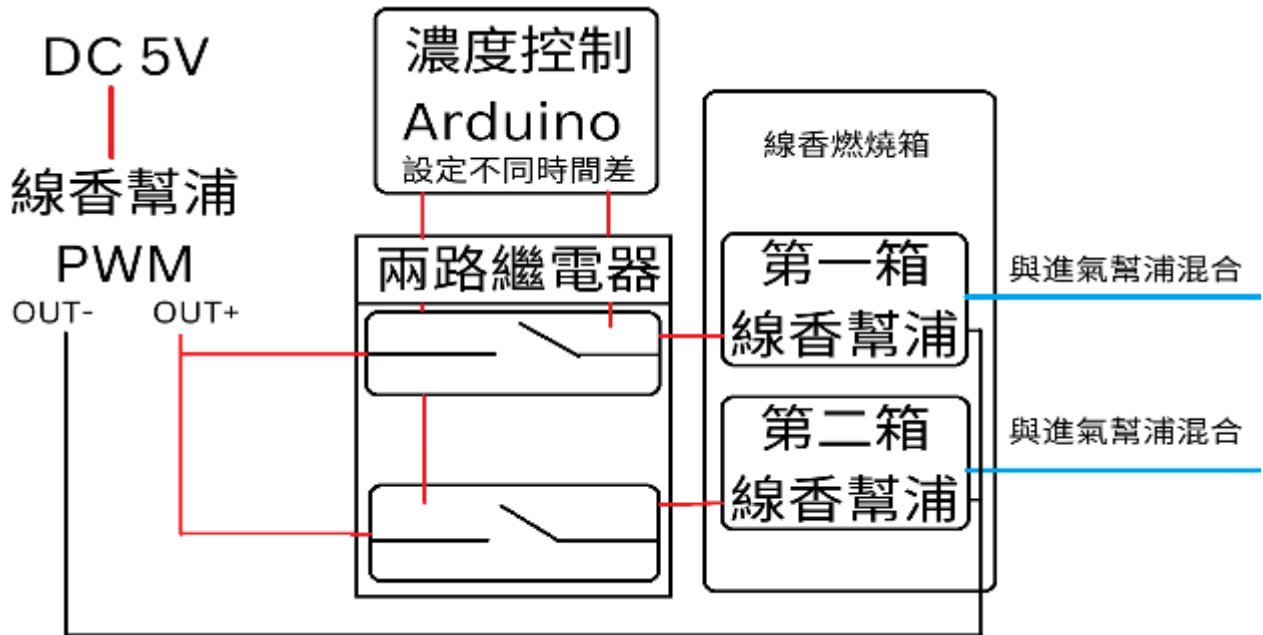 DC 5V
線香幫浦
PWM
OUT-
OUT+
濃度控制
Arduino
設定不同時間差
兩路繼電器
線香燃燒箱
第一箱
線香幫浦
與進氣幫浦混合
第二箱
線香幫浦
與進氣幫浦混合